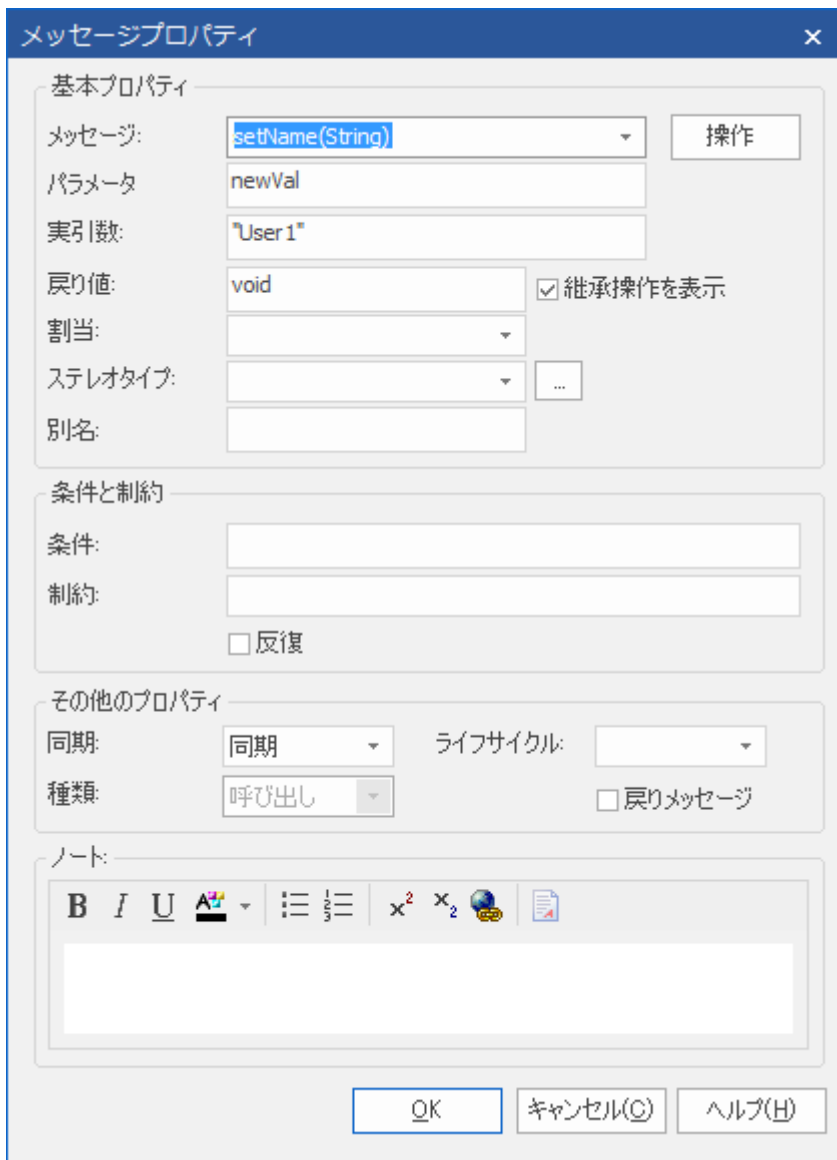 メッセージプロパティ
基本プロパティ
メッセージ: setName(String) 操作
パラメータ newVal
実引数: "User1"
戻り値: void 継承操作を表示
割当:
ステレオタイプ: ...
別名:
条件と制約
条件:
制約:
反復
その他のプロパティ
同期: 同期 ライフサイクル:
種類: 呼び出し 戻りメッセージ
ノート:
B I U A x² x₂
OK キャンセル(C) ヘルプ(H)